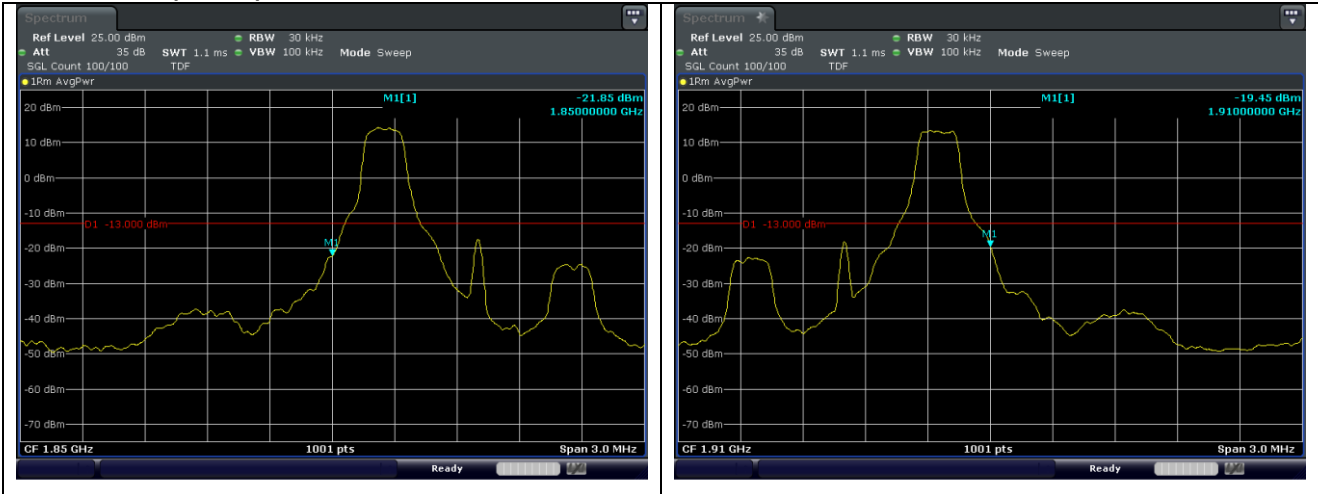 Spectrum
Ref Level 25.00 dBm RBW 30 kHz
Att 35 dB SWT 1.1 ms VBW 100 kHz Mode Sweep
SGL Count 100/100 TDF
1Rm AvgPwr
M1[1] -21.85 dBm
1.85000000 GHz
20 dBm
10 dBm
0 dBm
-10 dBm
D1 -13.000 dBm
-20 dBm
M1
-30 dBm
-40 dBm
-50 dBm
-60 dBm
-70 dBm
CF 1.85 GHz 1001 pts Span 3.0 MHz
Ready
Spectrum
Ref Level 25.00 dBm RBW 30 kHz
Att 35 dB SWT 1.1 ms VBW 100 kHz Mode Sweep
SGL Count 100/100 TDF
1Rm AvgPwr
M1[1] -19.45 dBm
1.91000000 GHz
20 dBm
10 dBm
0 dBm
-10 dBm
D1 -13.000 dBm
M1
-20 dBm
-30 dBm
-40 dBm
-50 dBm
-60 dBm
-70 dBm
CF 1.91 GHz 1001 pts Span 3.0 MHz
Ready